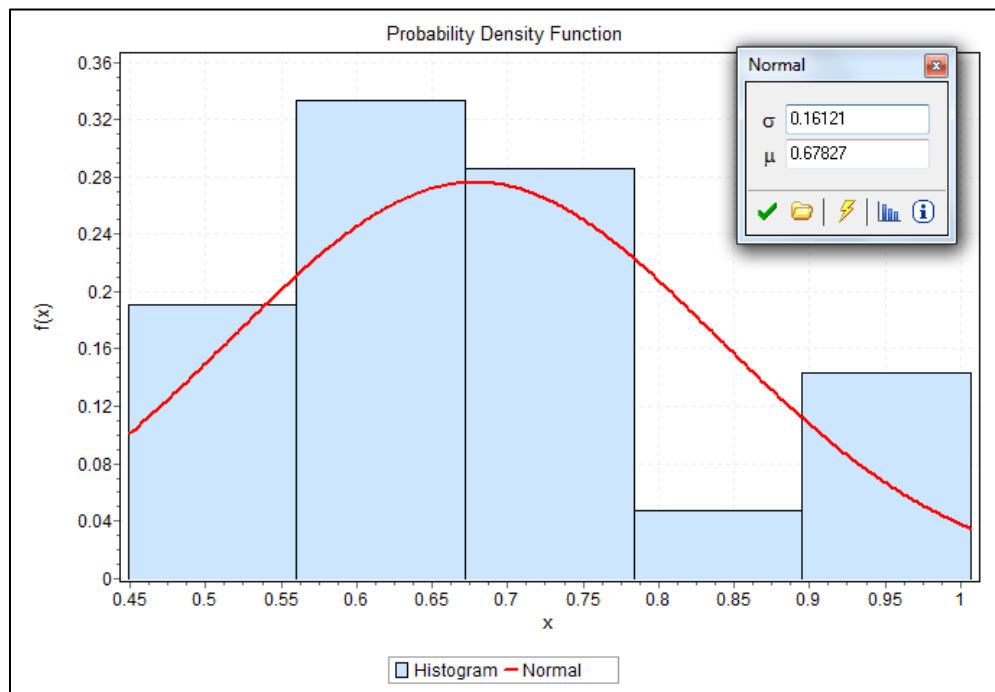 Probability Density Function
Normal
σ 0.16121
μ 0.67827
0.36
0.32
0.28
0.24
0.2
0.16
0.12
0.08
0.04
0
f(x)
0.45 0.5 0.55 0.6 0.65 0.7 0.75 0.8 0.85 0.9 0.95 1
x
Histogram Normal